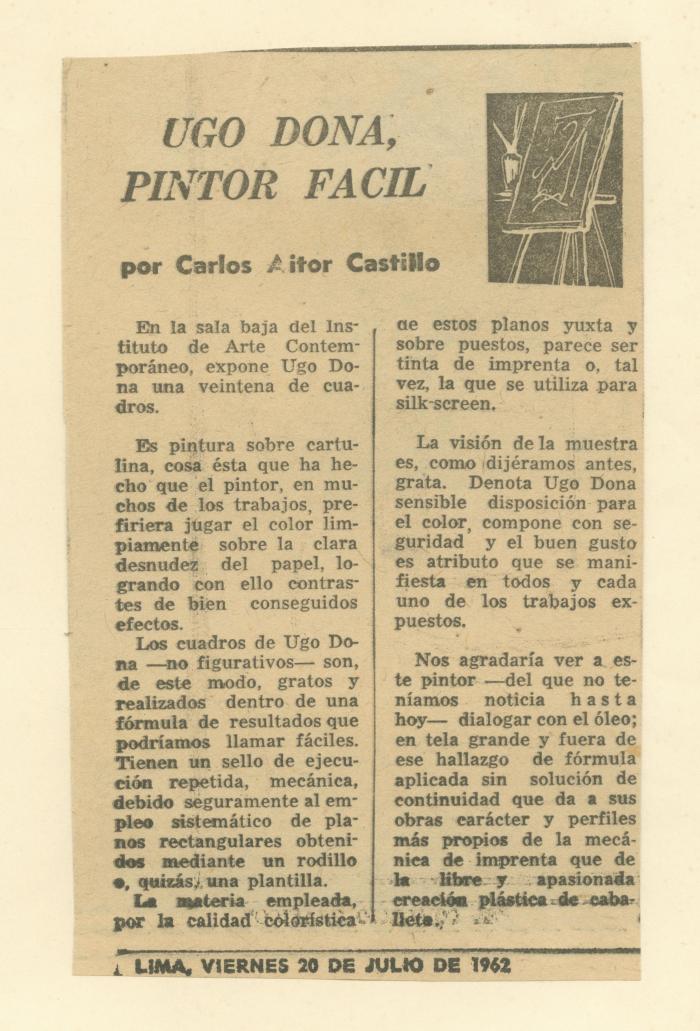 UGO DONA,
PINTOR FACIL
por Carlos Aitor Castillo
En la sala baja del Ins-
tituto de Arte Contem-
poráneo, expone Ugo Do-
na una veintena de cua-
dros.
Es pintura sobre cartu-
lina, cosa ésta que ha he-
cho que el pintor, en mu-
chos de los trabajos, pre-
firiera jugar el color lim-
piamente sobre la clara
desnudez del papel, lo-
grando con ello contras-
tes de bien conseguidos
efectos.
Los cuadros de Ugo Do-
na —no figurativos— son,
de este modo, gratos y
realizados dentro de una
fórmula de resultados que
podríamos llamar fáciles.
Tienen un sello de ejecu-
ción repetida, mecánica,
debido seguramente al em-
pleo sistemático de pla-
nos rectangulares obteni-
dos mediante un rodillo
o, quizás, una plantilla.
La materia empleada,
por la calidad colorística
de estos planos yuxta y
sobre puestos, parece ser
tinta de imprenta o, tal
vez, la que se utiliza para
silk-screen.
La visión de la muestra
es, como dijéramos antes,
grata. Denota Ugo Dona
sensible disposición para
el color, compone con se-
guridad y el buen gusto
es atributo que se mani-
fiesta en todos y cada
uno de los trabajos ex-
puestos.
Nos agradaría ver a es-
te pintor —del que no te-
níamos noticia hasta
hoy— dialogar con el óleo;
en tela grande y fuera de
ese hallazgo de fórmula
aplicada sin solución de
continuidad que da a sus
obras carácter y perfiles
más propios de la mecá-
nica de imprenta que de
la libre y apasionada
creación plástica de caba-
llete.
LIMA, VIERNES 20 DE JULIO DE 1962